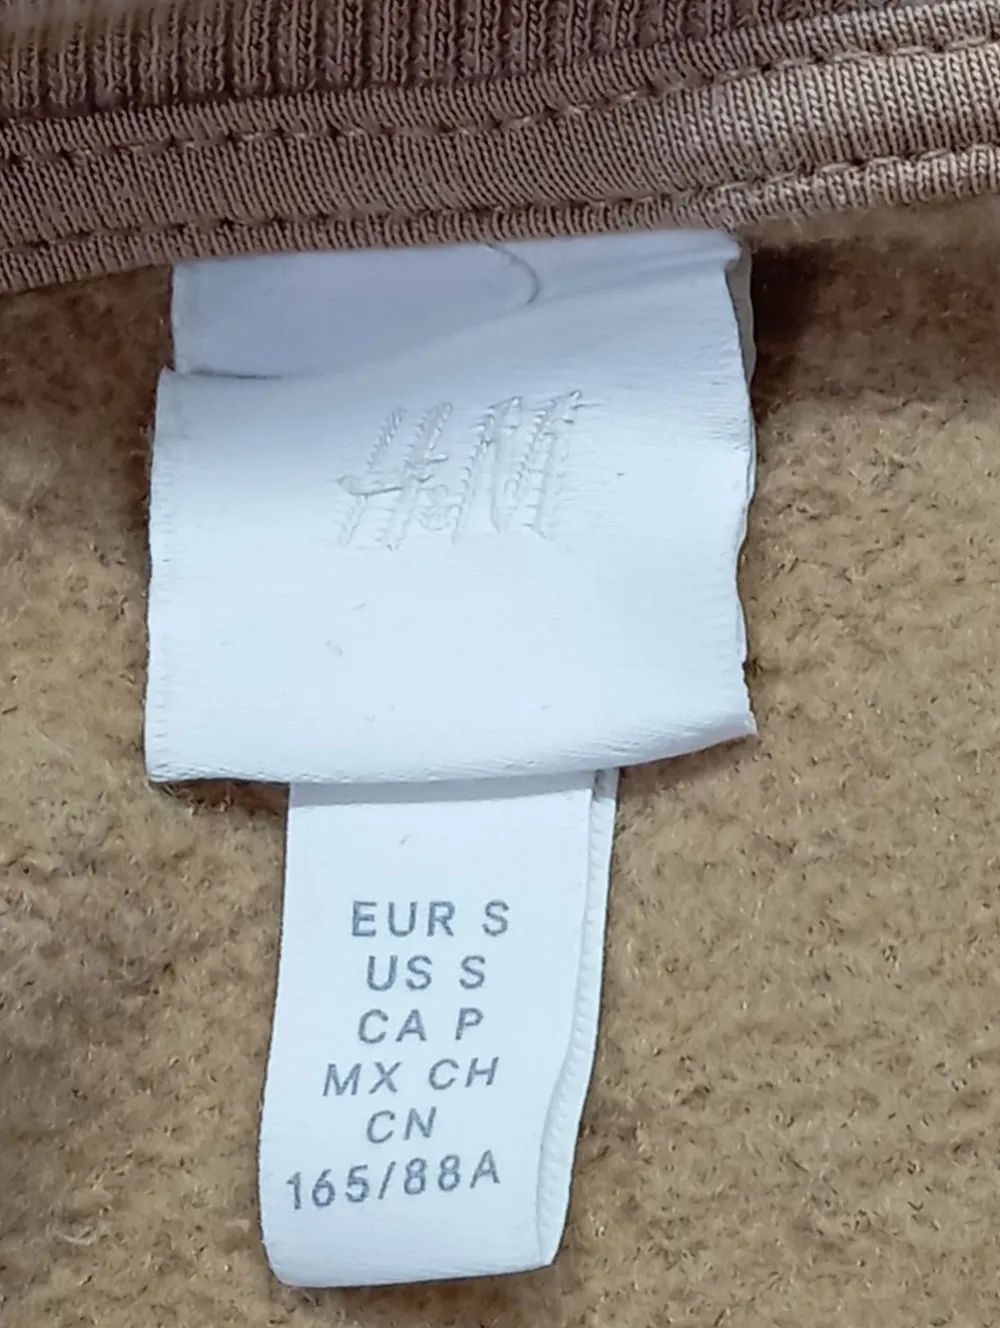 H&M
EUR S
US S
CA P
MX CH
CN
165/88A